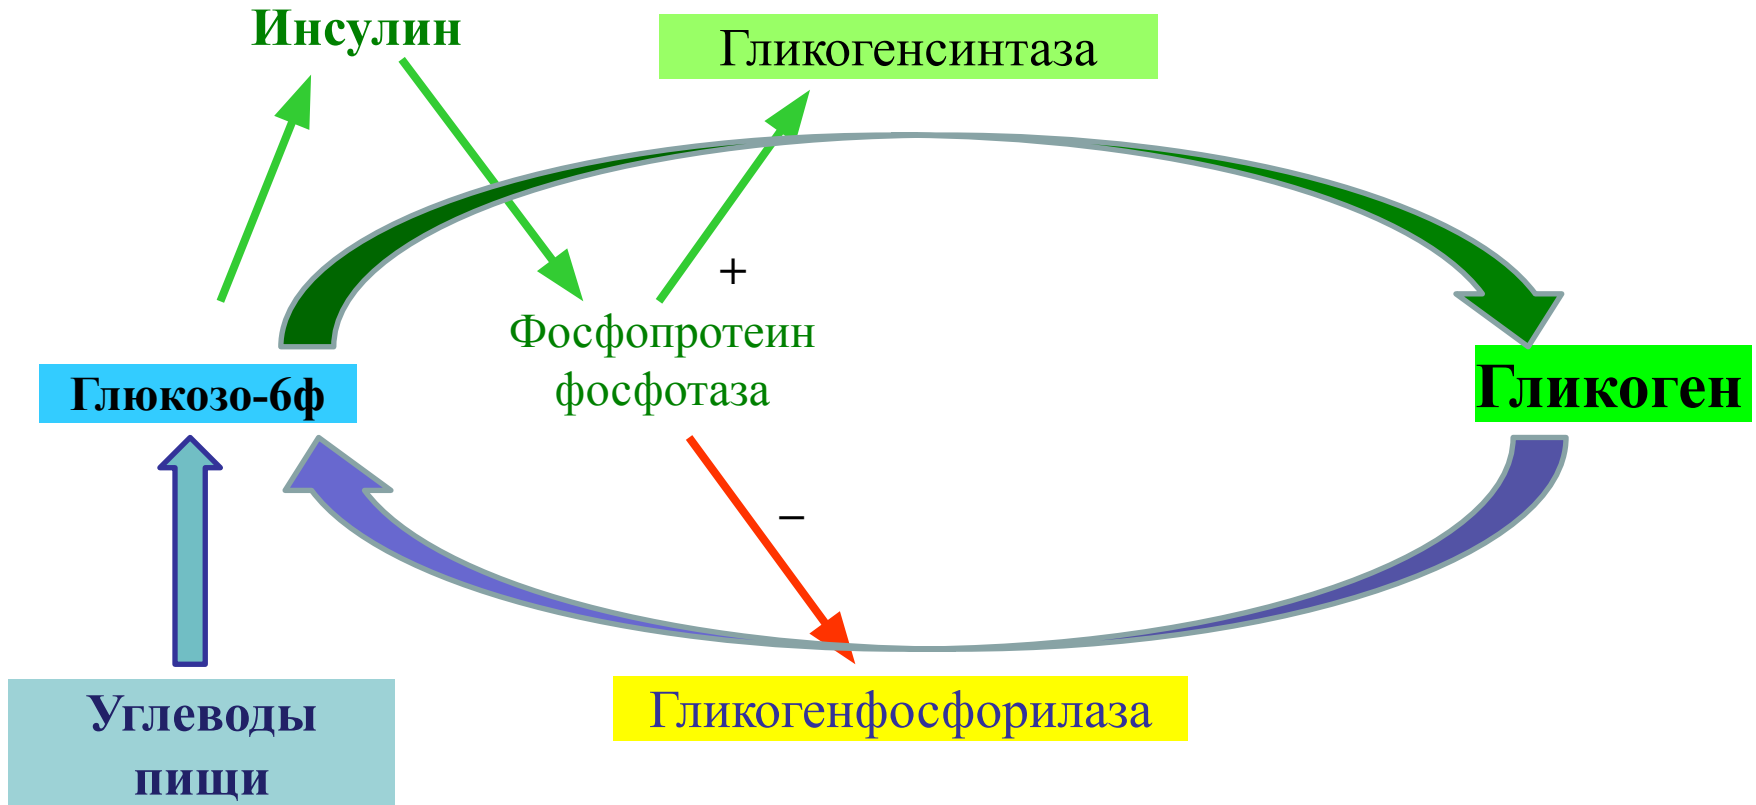 Инсулин
Гликогенсинтаза
+
Фосфопротеин
фосфотаза
Глюкозо-6ф
Гликоген
–
Гликогенфосфорилаза
Углеводы
пищи